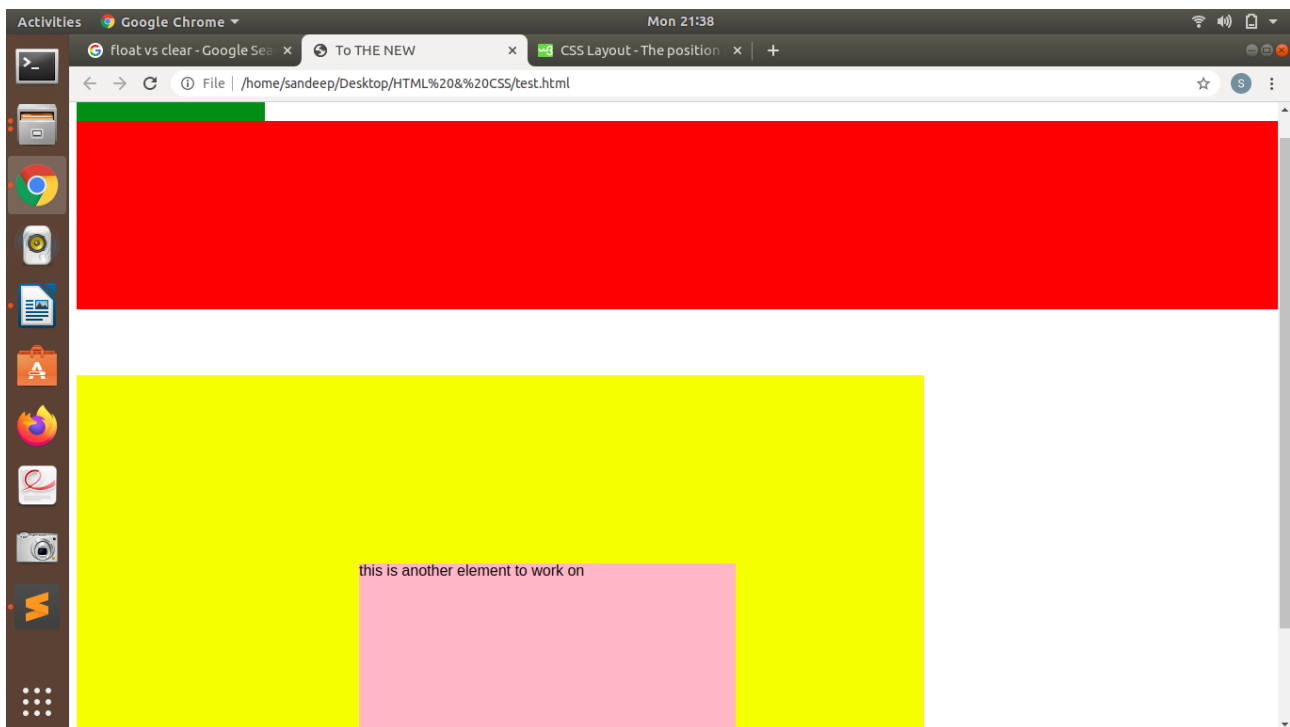 Activities Google Chrome Mon 21:38
float vs clear - Google Sea To THE NEW CSS Layout - The position
File /home/sandeep/Desktop/HTML%20&%20CSS/test.html S
this is another element to work on